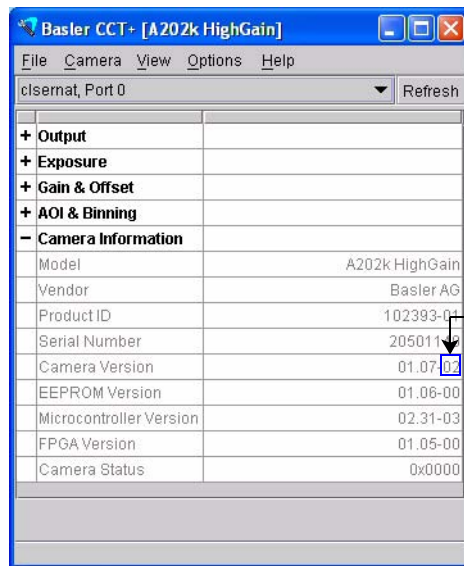 Basler CCT+ [A202k HighGain]
File Camera View Options Help
clsernat, Port 0 Refresh
+ Output
+ Exposure
+ Gain & Offset
+ AOI & Binning
− Camera Information
Model A202k HighGain
Vendor Basler AG
Product ID 102393-01
Serial Number
Camera Version 01.07-02
EEPROM Version 01.06-00
Microcontroller Version 02.31-03
FPGA Version 01.05-00
Camera Status 0x0000